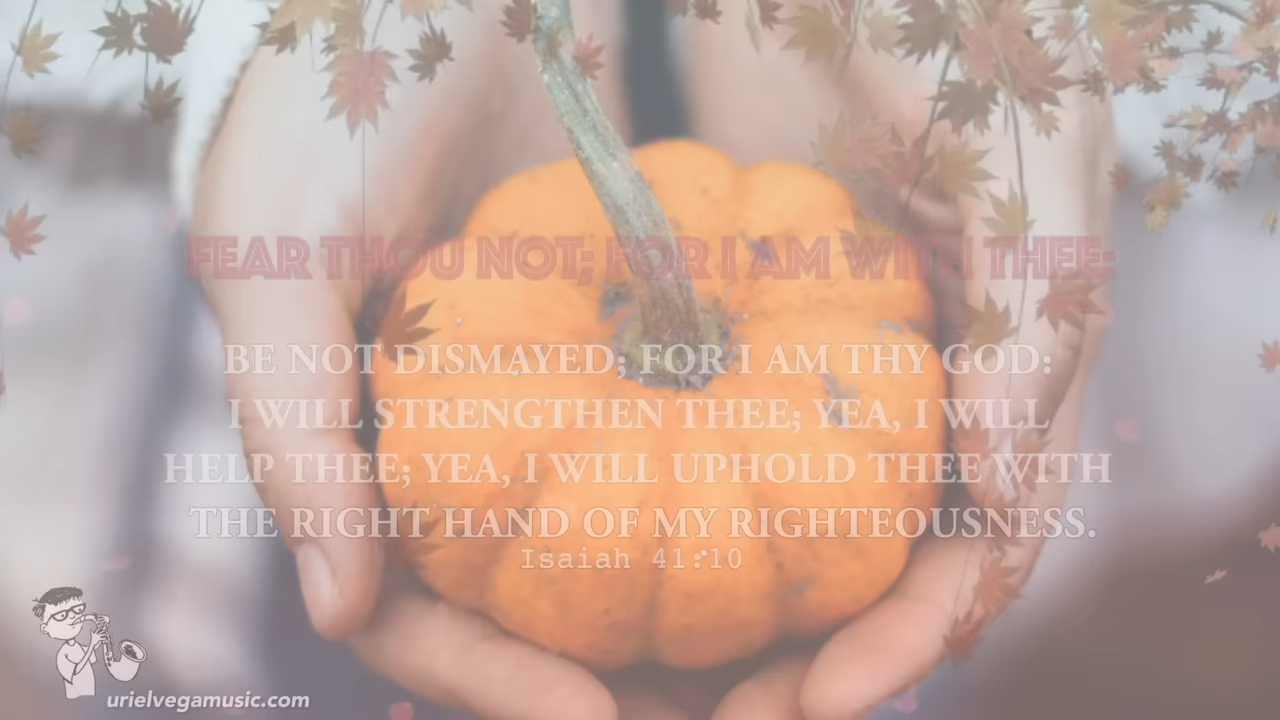 FEAR THOU NOT; FOR I AM WITH THEE:
BE NOT DISMAYED; FOR I AM THY GOD:
I WILL STRENGTHEN THEE; YEA, I WILL
HELP THEE; YEA, I WILL UPHOLD THEE WITH
THE RIGHT HAND OF MY RIGHTEOUSNESS.
Isaiah 41:10
urielvegamusic.com